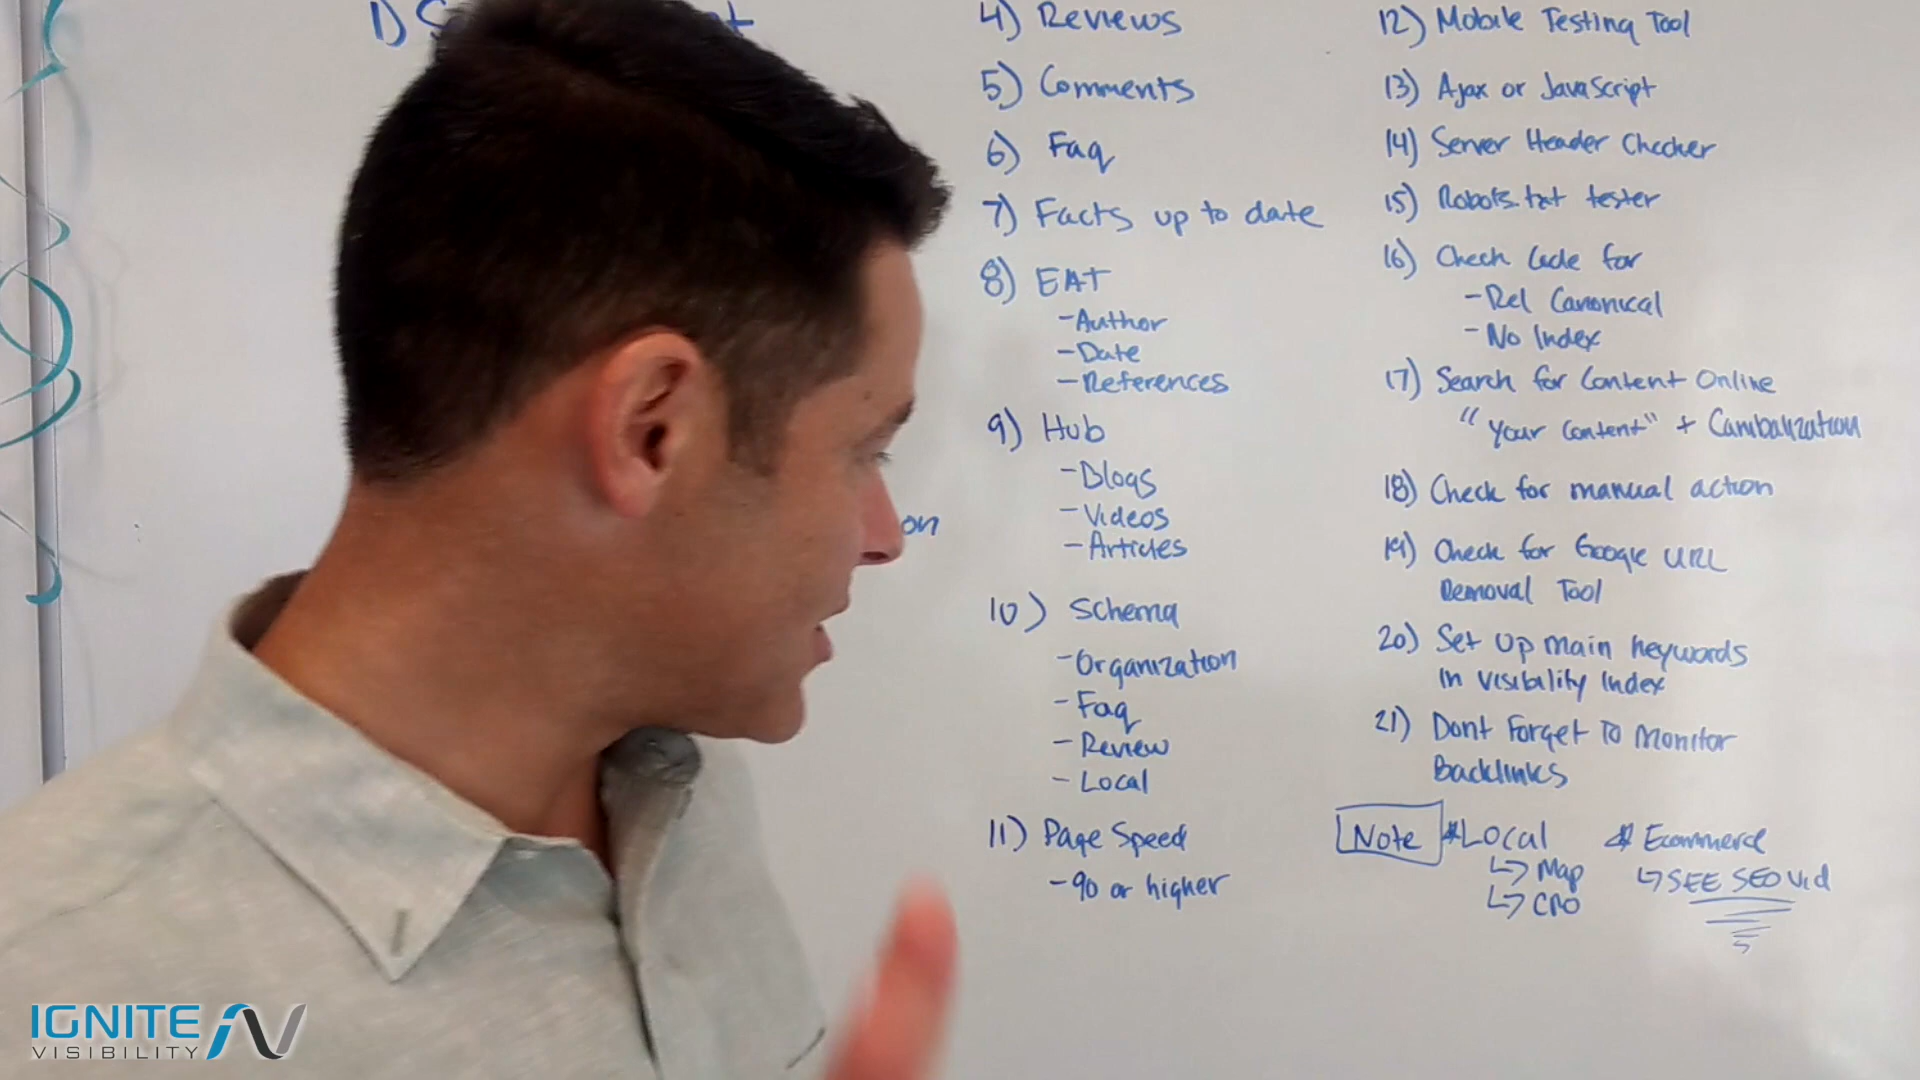 1)
on
4) Reviews
5) Comments
6) Faq
7) Facts up to date
8) EAT
-Author
-Date
-References
9) Hub
-Blogs
-Videos
-Articles
10) Schema
-Organization
-Faq
-Review
-Local
11) Page Speed
-90 or higher
12) Mobile Testing Tool
13) Ajax or JavaScript
14) Server Header Checker
15) Robots.txt tester
16) Check Code for
-Rel Canonical
-No Index
17) Search for Content Online
"your content" + Canibalization
18) Check for manual action
19) Check for Google URL
Removal Tool
20) Set Up main keywords
in visibility Index
21) Dont Forget To Monitor
Backlinks
Note *Local * Ecommerce
↳ Map ↳ SEE SEO Vid
↳ CRO
IGNITE
VISIBILITY